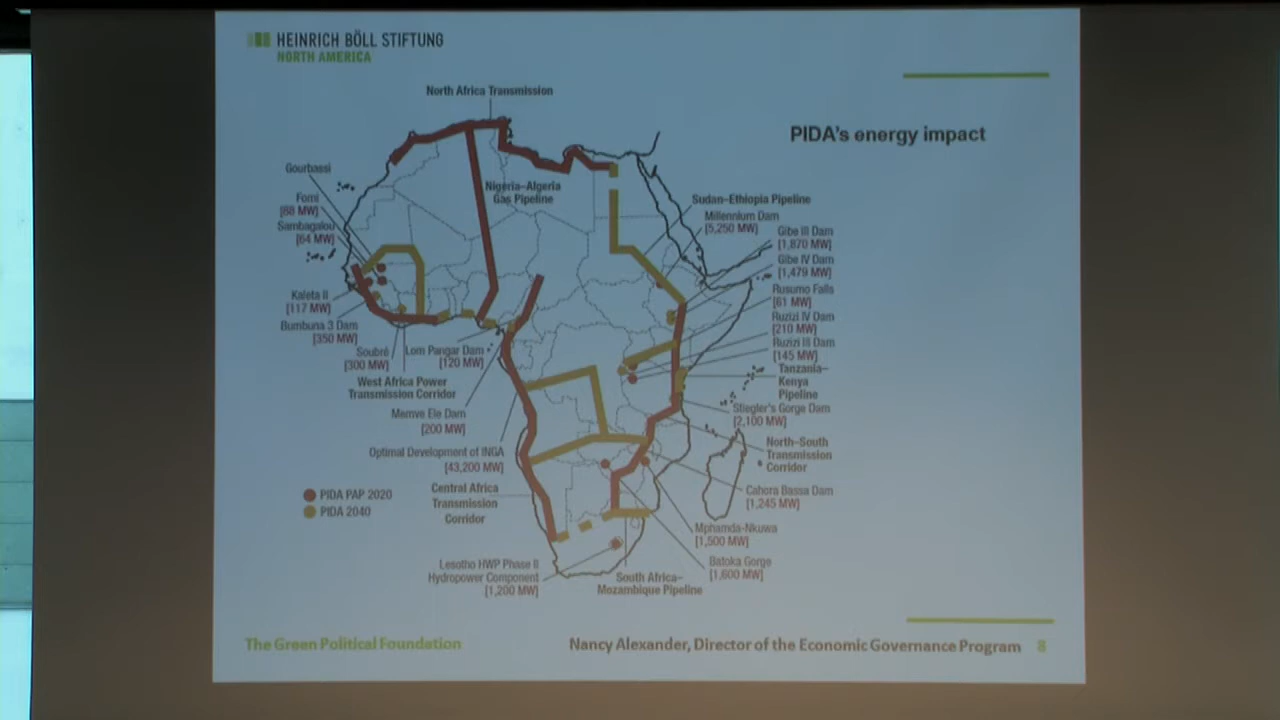 HEINRICH BÖLL STIFTUNG
NORTH AMERICA
PIDA's energy impact
North Africa Transmission
Gourbassi
Fomi
[88 MW]
Sambagalou
[64 MW]
Kaleta II
[117 MW]
Bumbuna 3 Dam
[350 MW]
Soubré
[300 MW]
Lom Pangar Dam
[120 MW]
West Africa Power
Transmission Corridor
Memve Ele Dam
[200 MW]
Optimal Development of INGA
[43,200 MW]
Central Africa
Transmission
Corridor
Lesotho HWP Phase II
Hydropower Component
[1,200 MW]
Nigeria–Algeria
Gas Pipeline
Sudan–Ethiopia Pipeline
Millennium Dam
[5,250 MW]
Gibe III Dam
[1,870 MW]
Gibe IV Dam
[1,479 MW]
Rusumo Falls
[61 MW]
Ruzizi IV Dam
[210 MW]
Ruzizi III Dam
[145 MW]
Tanzania–
Kenya
Pipeline
Stiegler's Gorge Dam
[2,100 MW]
North–South
Transmission
Corridor
Cahora Bassa Dam
[1,245 MW]
Mphamda-Nkuwa
[1,500 MW]
Batoka Gorge
[1,600 MW]
South Africa–
Mozambique Pipeline
PIDA PAP 2020
PIDA 2040
The Green Political Foundation
Nancy Alexander, Director of the Economic Governance Program 8